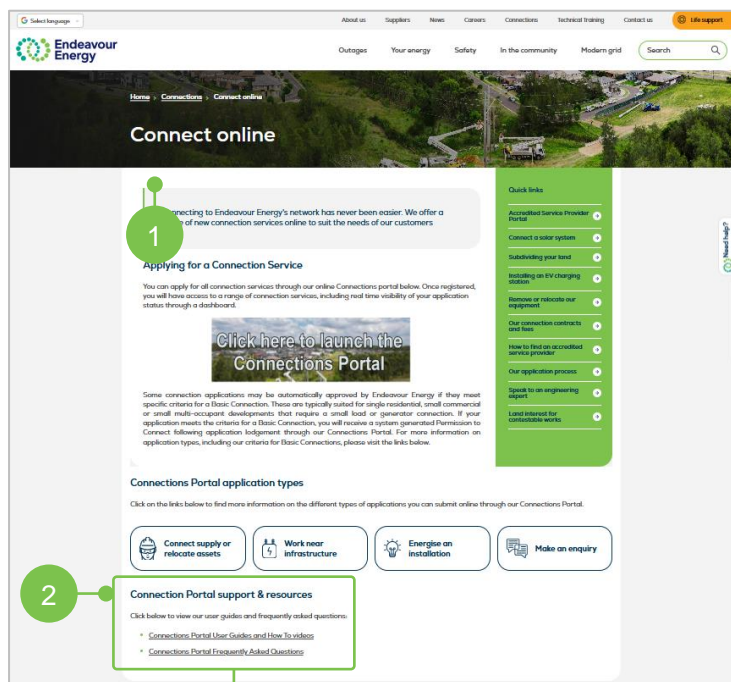 Select language
About us Suppliers News Careers Connections Technical Training Contact us Life support
Endeavour
Energy
Outages Your energy Safety In the community Modern grid Search
Home Connections Connect online
Connect online
Need help?
1
necting to Endeavour Energy's network has never been easier. We offer a
e of new connection services online to suit the needs of our customers
Applying for a Connection Service
You can apply for all connection services through our online Connections portal below. Once registered,
you will have access to a range of connection services, including real time visibility of your application
status through a dashboard.
Click here to launch the
Connections Portal
Some connection applications may be automatically approved by Endeavour Energy if they meet
specific criteria for a Basic Connection. These are typically suited for single residential, small commercial
or small multi-occupant developments that require a small load or generator connection. If your
application meets the criteria for a Basic Connection, you will receive a system generated Permission to
Connect following application lodgement through our Connections Portal. For more information on
application types, including our criteria for Basic Connections, please visit the links below.
Quick links
Accredited Service Provider
Portal
Connect a solar system
Subdividing your land
Installing an EV charging
station
Remove or relocate our
equipment
Our connection contracts
and fees
How to find an accredited
service provider
Our application process
Speak to an engineering
expert
Land interest for
contestable works
Connections Portal application types
Click on the links below to find more information on the different types of applications you can submit online through our Connections Portal.
Connect supply or
relocate assets
Work near
infrastructure
Energise an
installation
Make an enquiry
2
Connection Portal support & resources
Click below to view our user guides and frequently asked questions:
Connections Portal User Guides and How To videos
Connections Portal Frequently Asked Questions